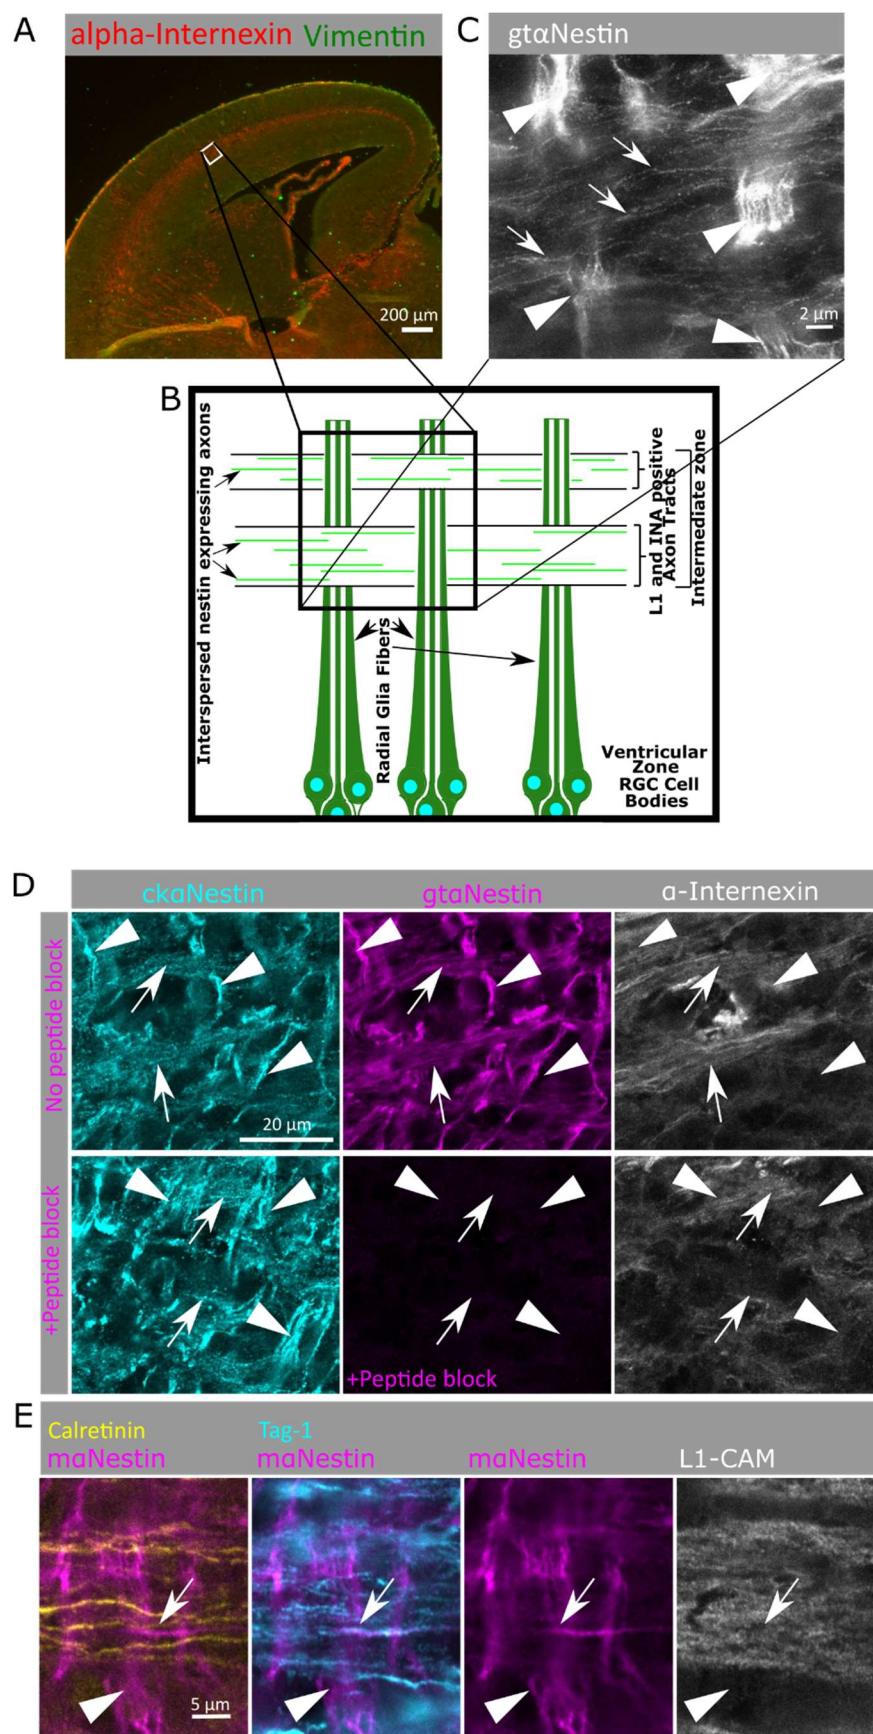 A
alpha-Internexin Vimentin
200 µm
C
gtαNestin
2 µm
B
Interspersed nestin expressing axons
Radial Glia Fibers
L1 and INA positive
Axon Tracts
Intermediate zone
Ventricular
Zone
RGC Cell
Bodies
D
ckαNestin
gtαNestin
α-Internexin
No peptide block
20 µm
+Peptide block
+Peptide block
E
Calretinin
mαNestin
Tag-1
mαNestin
mαNestin
L1-CAM
5 µm